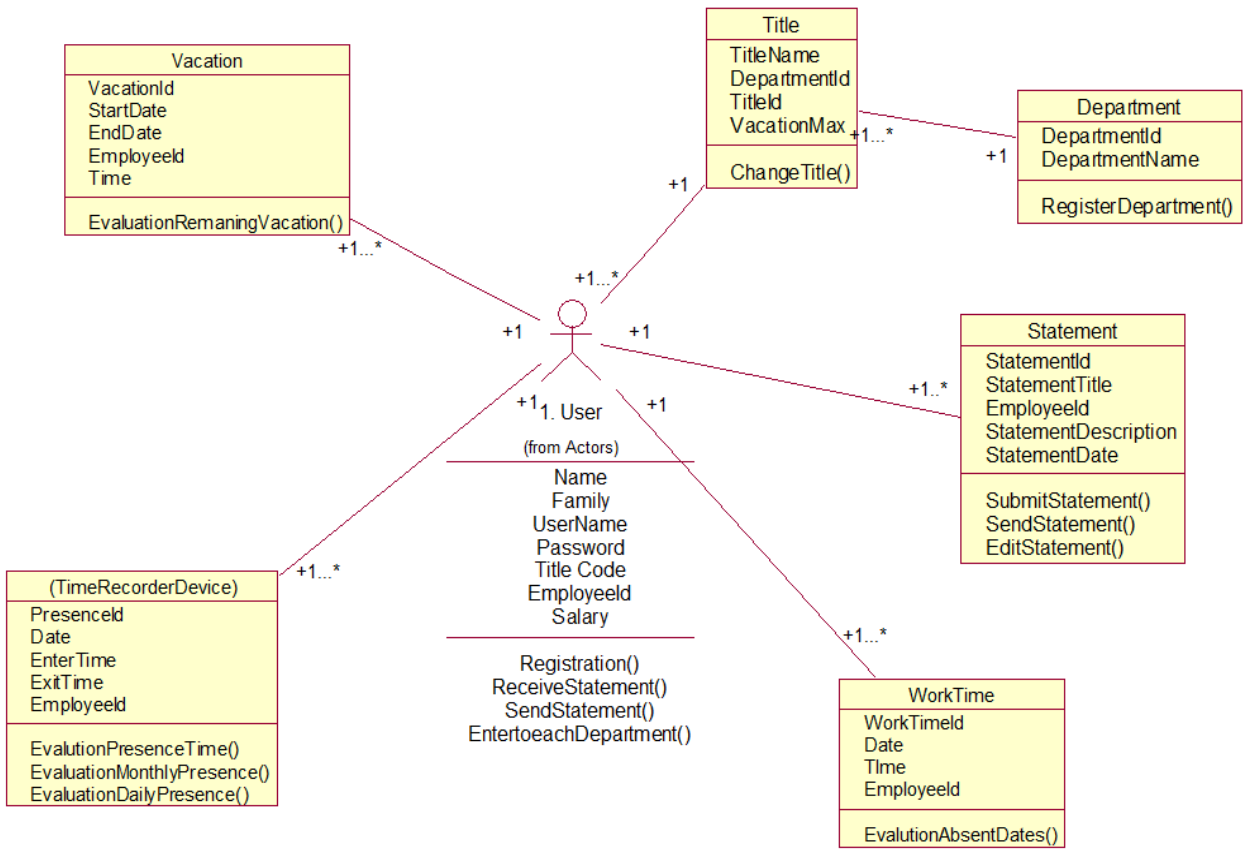 Vacation
VacationId
StartDate
EndDate
EmployeeId
Time
EvaluationRemaningVacation()
+1...*
+1
Title
TitleName
DepartmentId
TitleId
VacationMax
ChangeTitle()
+1...*
+1
Department
DepartmentId
DepartmentName
RegisterDepartment()
+1
+1...*
+1
+1..*
Statement
StatementId
StatementTitle
EmployeeId
StatementDescription
StatementDate
SubmitStatement()
SendStatement()
EditStatement()
+1
+1
1. User
(from Actors)
Name
Family
UserName
Password
Title Code
EmployeeId
Salary
Registration()
ReceiveStatement()
SendStatement()
EntertoeachDepartment()
+1...*
(TimeRecorderDevice)
PresenceId
Date
EnterTime
ExitTime
EmployeeId
EvalutionPresenceTime()
EvaluationMonthlyPresence()
EvaluationDailyPresence()
+1...*
WorkTime
WorkTimeId
Date
TIme
EmployeeId
EvalutionAbsentDates()